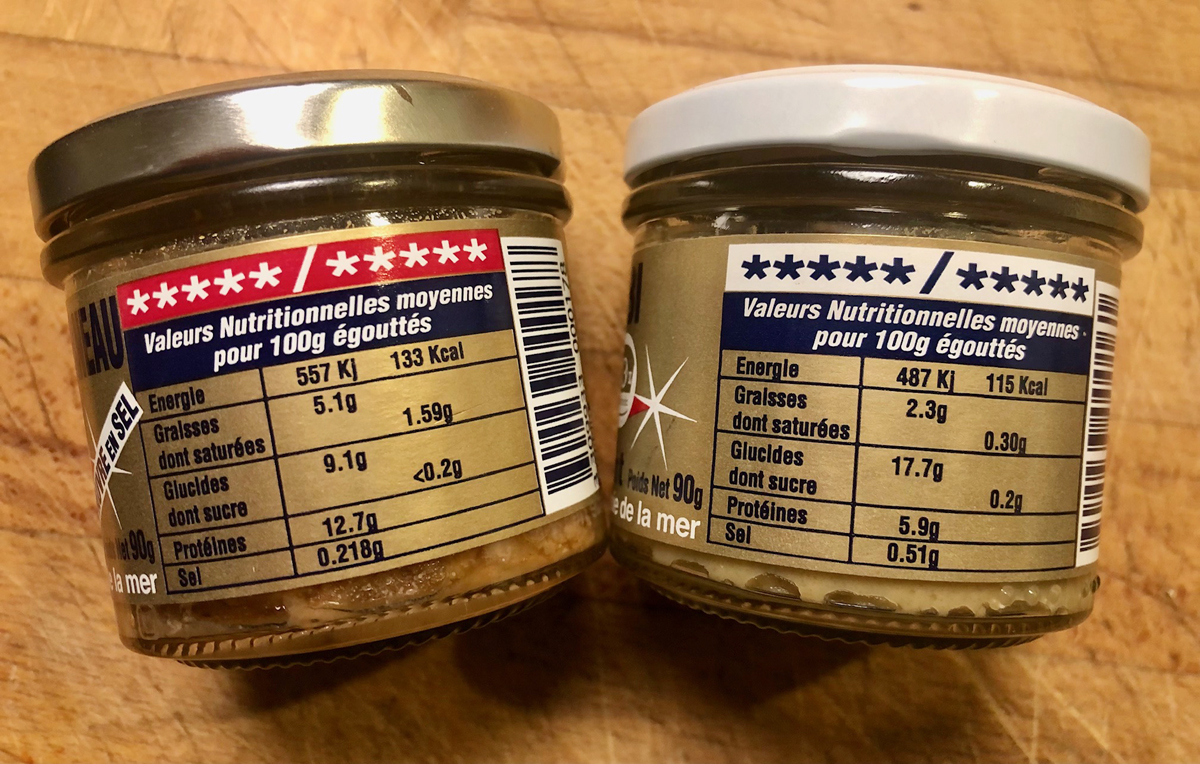 EAU
EN SEL
*****/*****
Valeurs Nutritionnelles moyennes
pour 100g égouttés
Energie 557 Kj 133 Kcal
Graisses 5.1g
dont saturées 1.59g
Glucides 9.1g
dont sucre <0.2g
Protéines 12.7g
Sel 0.218g
Net 90g
la mer
*****/*****
Valeurs Nutritionnelles moyennes
pour 100g égouttés
Energie 487 Kj 115 Kcal
Graisses 2.3g
dont saturées 0.30g
Glucides 17.7g
dont sucre 0.2g
Protéines 5.9g
Sel 0.51g
Poids Net 90g
de la mer